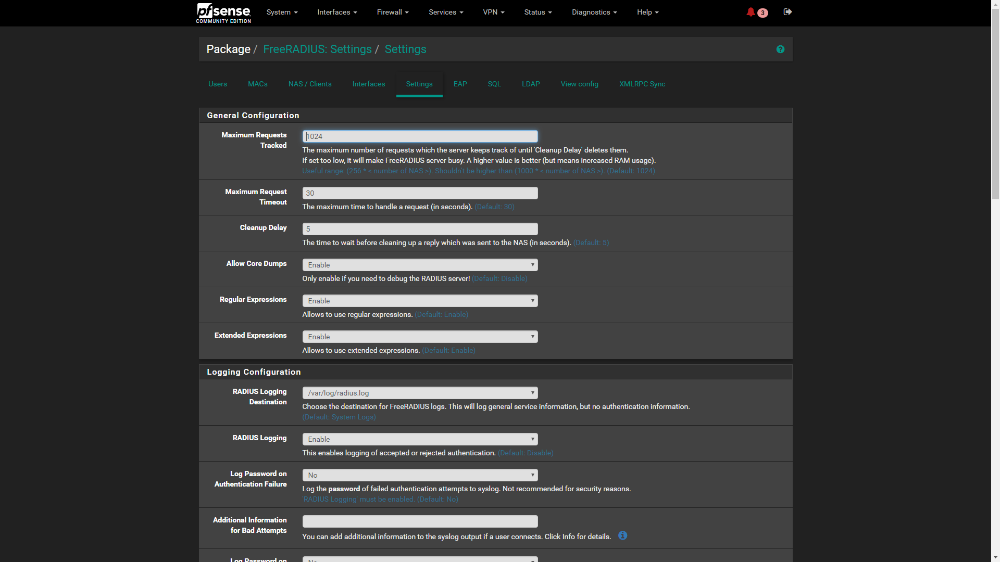 pfsense
COMMUNITY EDITION
System
Interfaces
Firewall
Services
VPN
Status
Diagnostics
Help
3
Package / FreeRADIUS: Settings / Settings
?
Users
MACs
NAS / Clients
Interfaces
Settings
EAP
SQL
LDAP
View config
XMLRPC Sync
General Configuration
Maximum Requests
Tracked
1024
The maximum number of requests which the server keeps track of until 'Cleanup Delay' deletes them.
If set too low, it will make FreeRADIUS server busy. A higher value is better (but means increased RAM usage).
Useful range: (256 * < number of NAS >). Shouldn't be higher than (1000 * < number of NAS >). (Default: 1024)
Maximum Request
Timeout
30
The maximum time to handle a request (in seconds). (Default: 30)
Cleanup Delay
5
The time to wait before cleaning up a reply which was sent to the NAS (in seconds). (Default: 5)
Allow Core Dumps
Enable
Only enable if you need to debug the RADIUS server! (Default: Disable)
Regular Expressions
Enable
Allows to use regular expressions. (Default: Enable)
Extended Expressions
Enable
Allows to use extended expressions. (Default: Enable)
Logging Configuration
RADIUS Logging
Destination
/var/log/radius.log
Choose the destination for FreeRADIUS logs. This will log general service information, but no authentication information.
(Default: System Logs)
RADIUS Logging
Enable
This enables logging of accepted or rejected authentication. (Default: Disable)
Log Password on
Authentication Failure
No
Log the password of failed authentication attempts to syslog. Not recommended for security reasons.
'RADIUS Logging' must be enabled. (Default: No)
Additional Information
for Bad Attempts
You can add additional information to the syslog output if a user connects. Click Info for details.
Log Password on
No